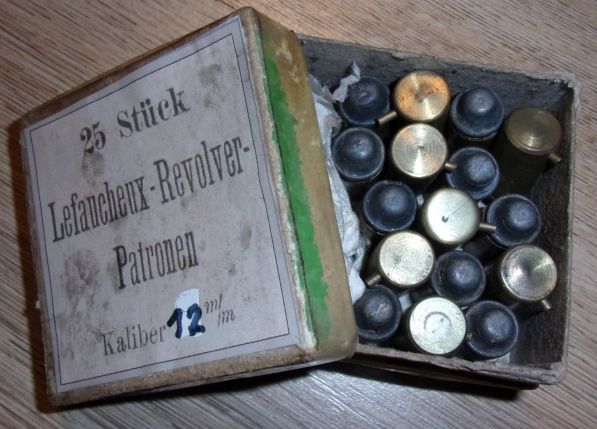 25 Stück
Lefaucheux-Revolver-
Patronen
Kaliber 12 m/m